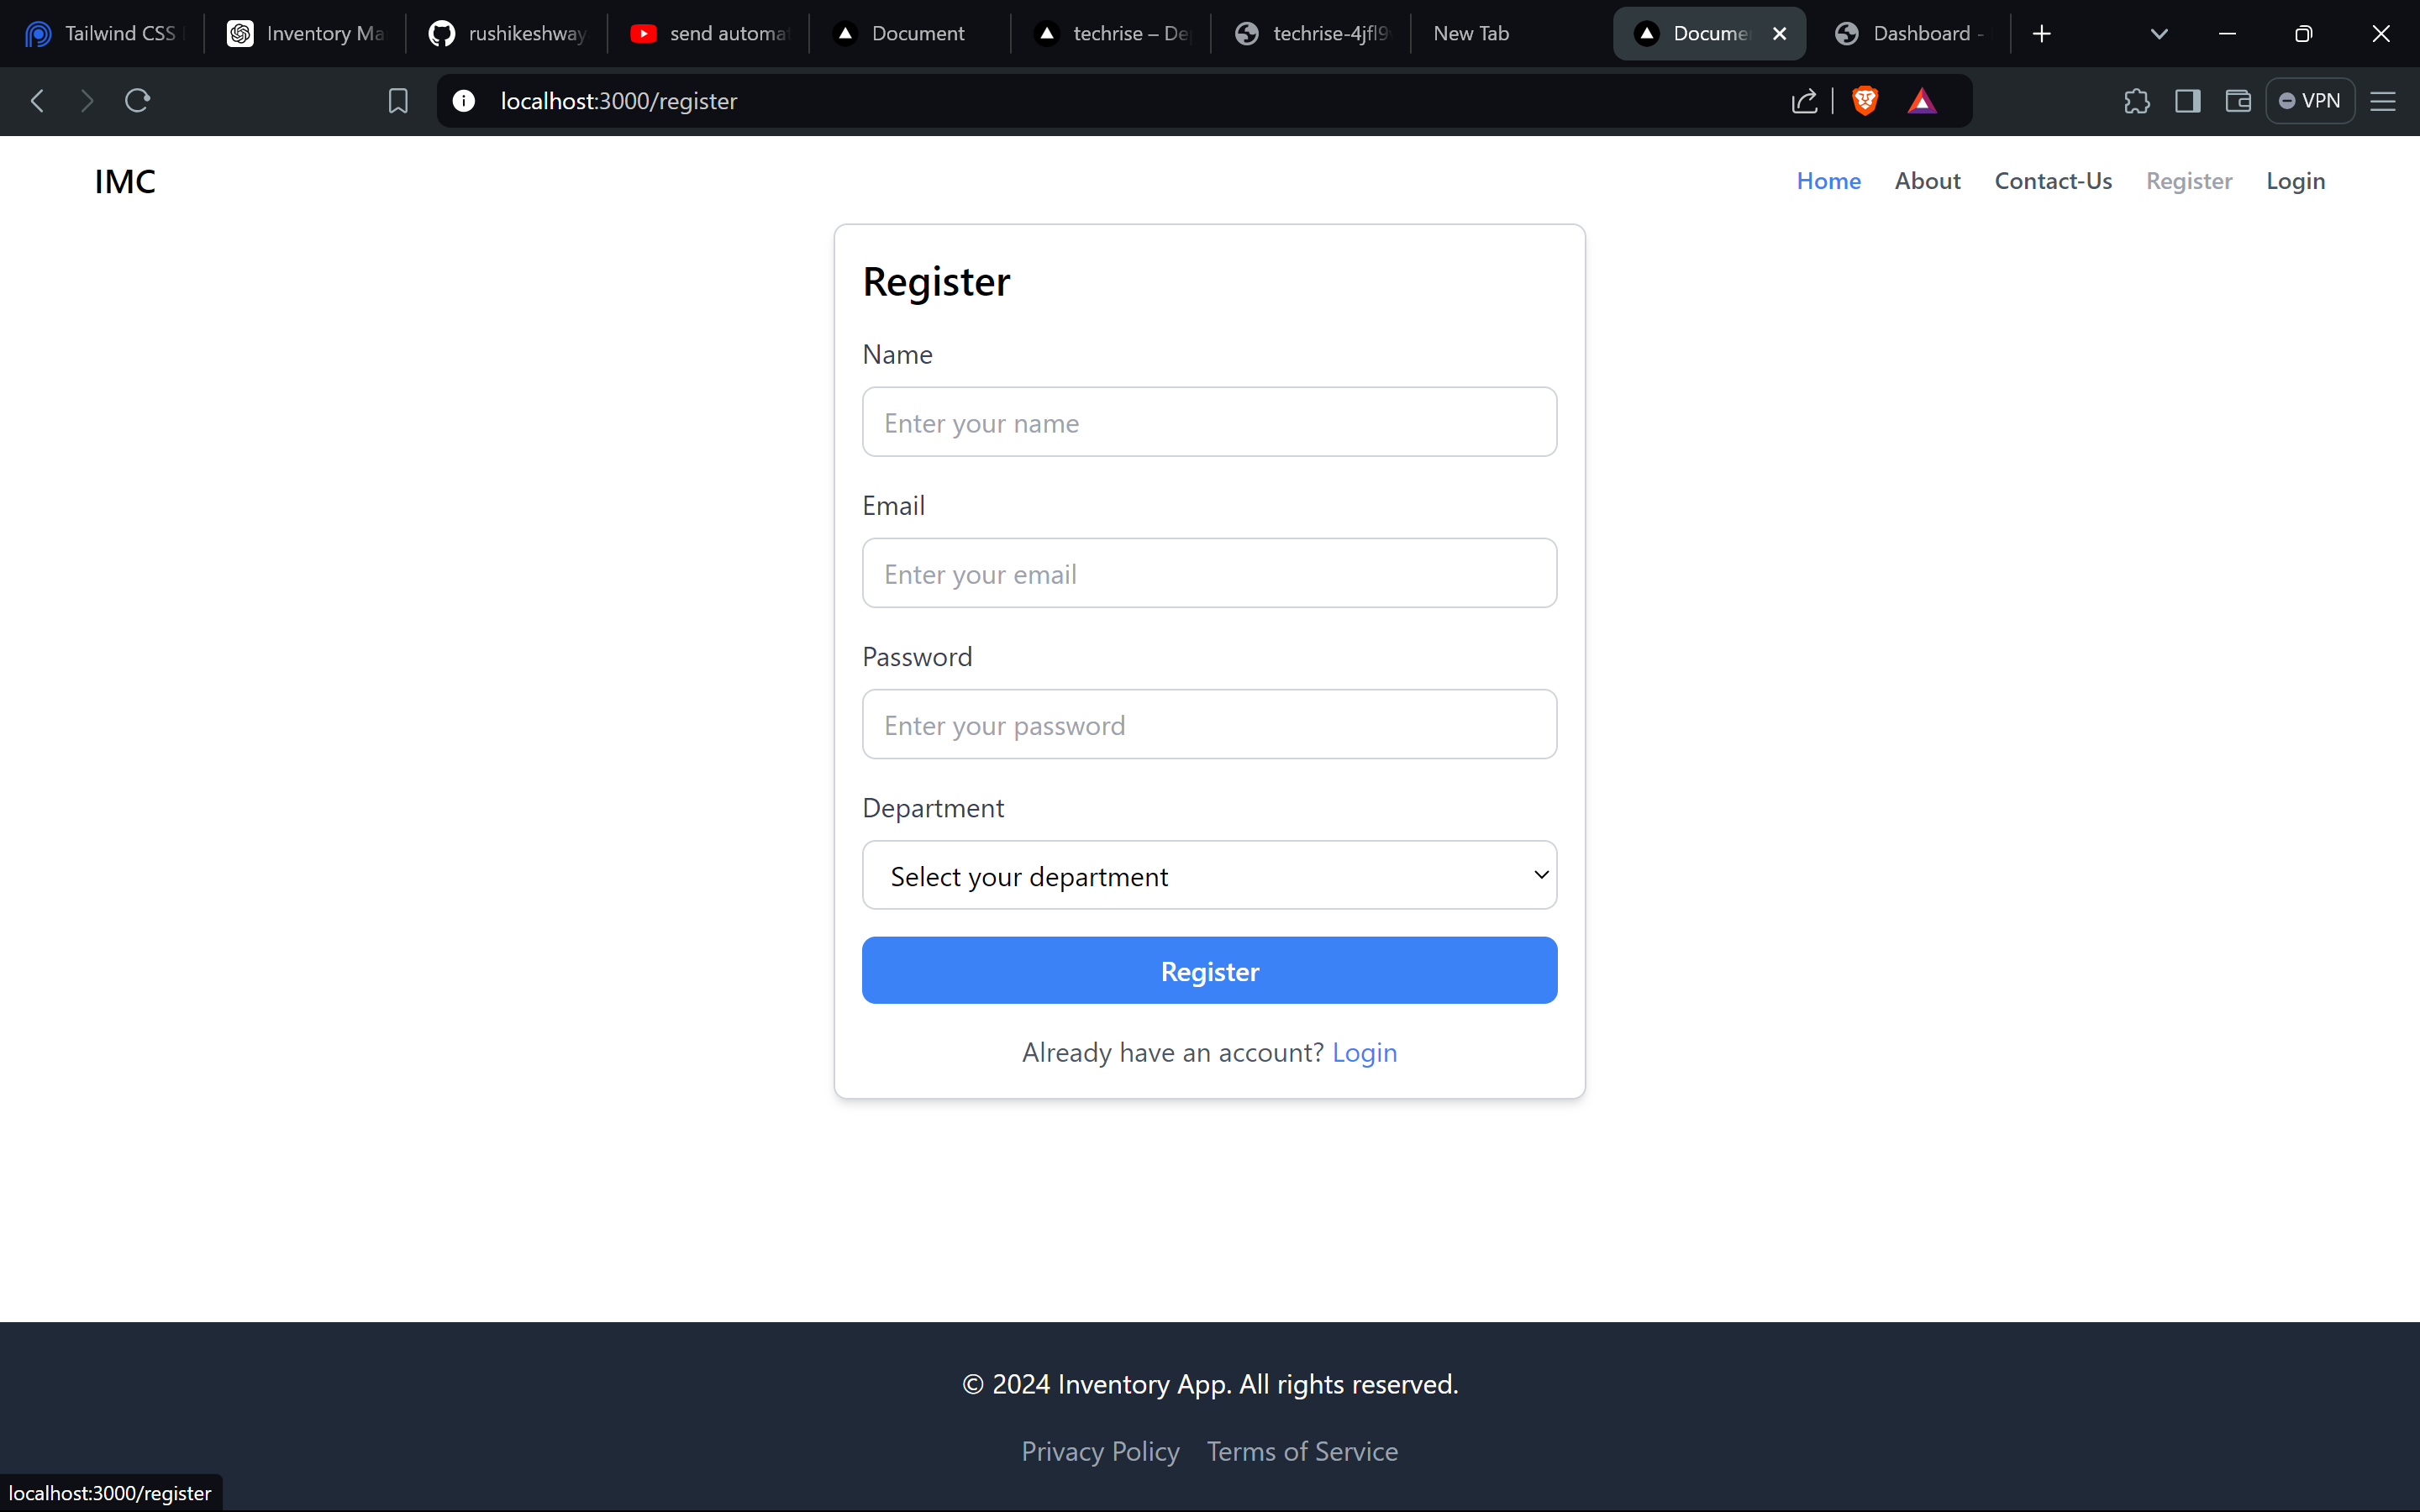 Tailwind CSS
Inventory Ma
rushikeshway
send automat
Document
techrise – De
techrise-4jfl9
New Tab
Docume
Dashboard -
localhost:3000/register
VPN
IMC
Home
About
Contact-Us
Register
Login
Register
Name
Enter your name
Email
Enter your email
Password
Enter your password
Department
Select your department
Register
Already have an account? Login
© 2024 Inventory App. All rights reserved.
Privacy Policy
Terms of Service
localhost:3000/register